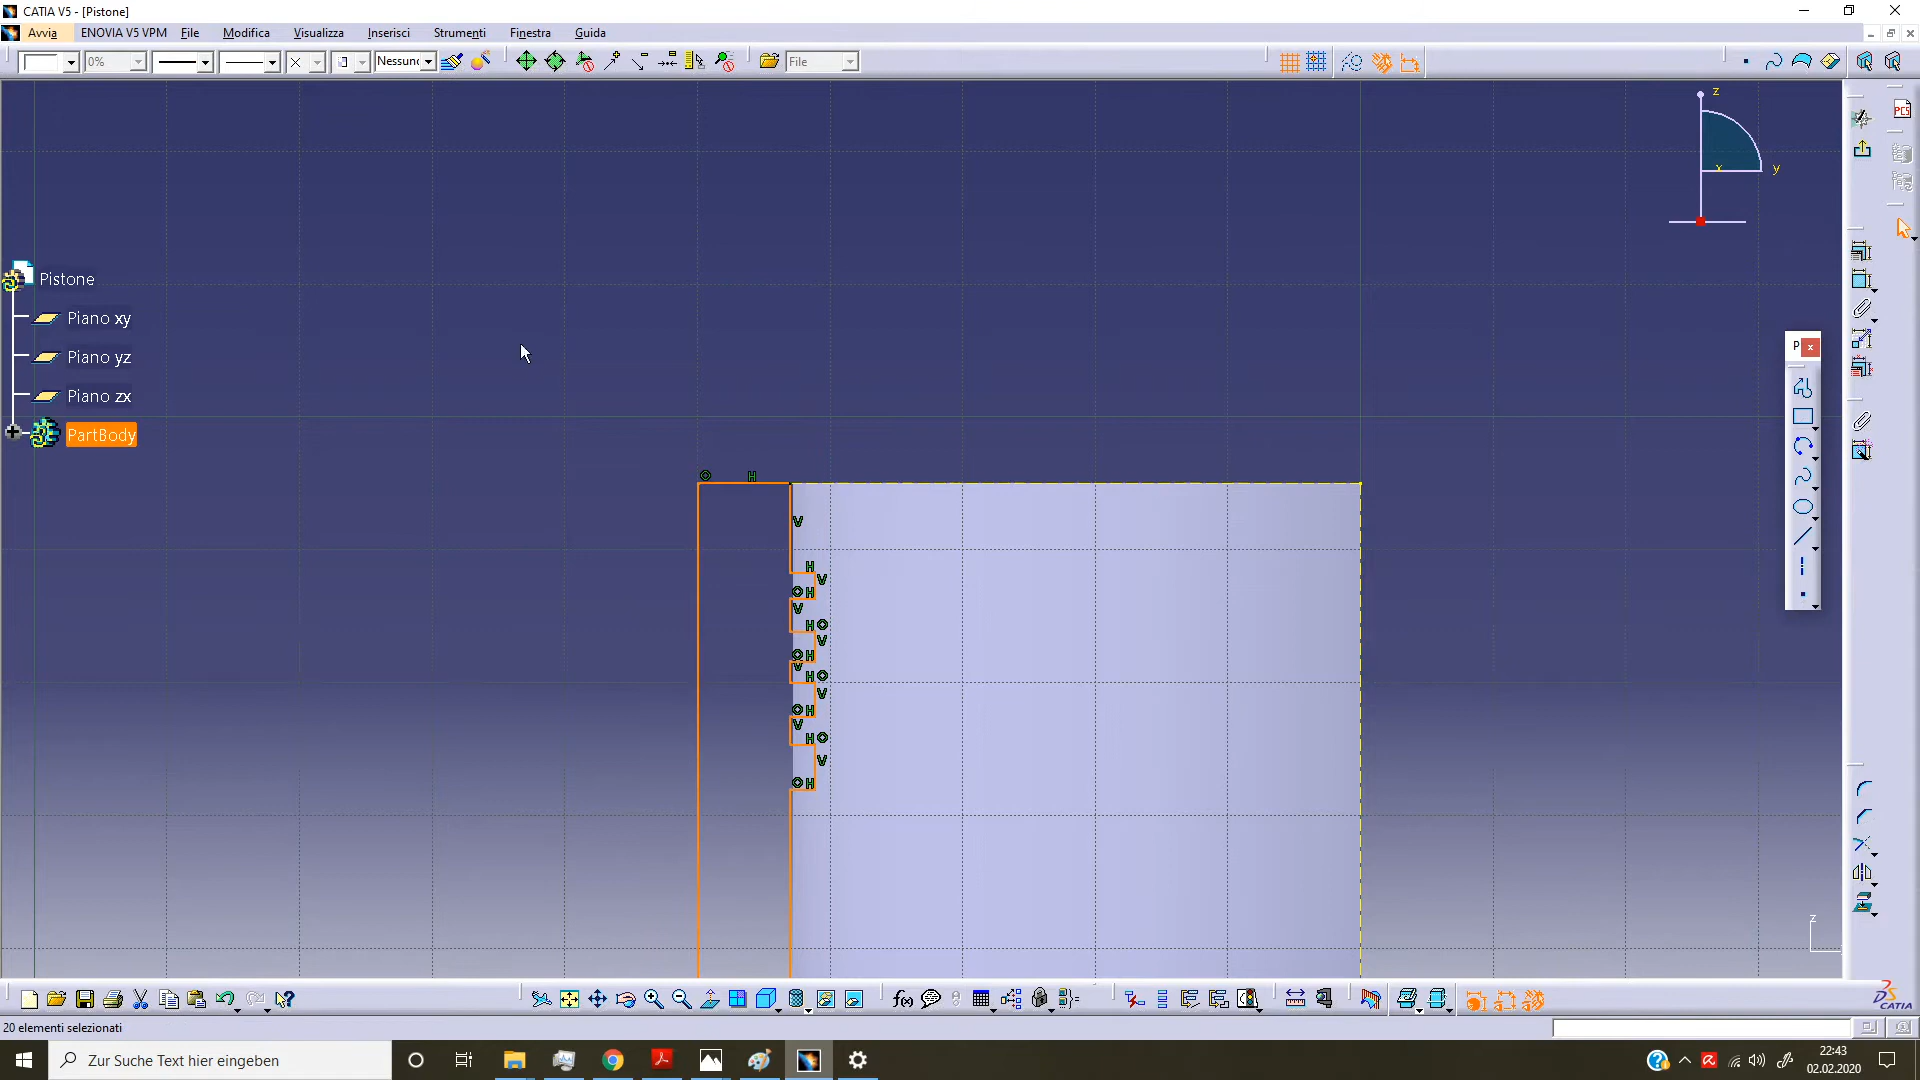 CATIA V5 - [Pistone]
Avvia ENOVIA V5 VPM File Modifica Visualizza Inserisci Strumenti Finestra Guida
0% Nessuno File
z
x y
Pistone
Piano xy
Piano yz
Piano zx
PartBody
P x
H
V
H
V
H
V
H
V
H
V
H
V
H
V
H
V
H
z
f(x)
PCS
CATIA
20 elementi selezionati
Zur Suche Text hier eingeben
22:43
02.02.2020